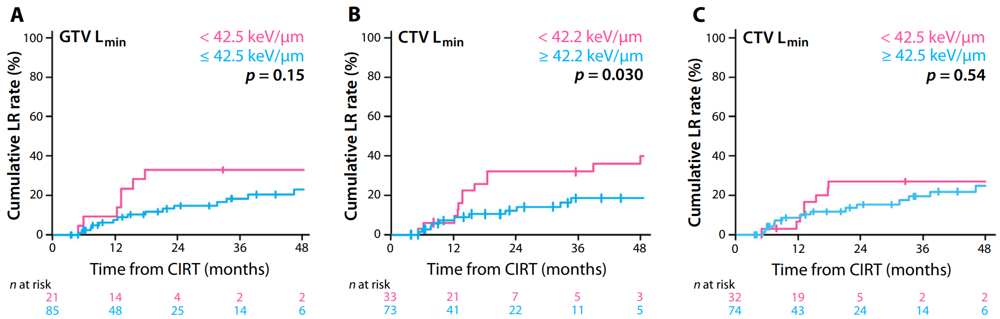 A
GTV Lmin
< 42.5 keV/μm
≤ 42.5 keV/μm
p = 0.15
Cumulative LR rate (%)
100
80
60
40
20
0
0 12 24 36 48
Time from CIRT (months)
n at risk
21 14 4 2 2
85 48 25 14 6
B
CTV Lmin
< 42.2 keV/μm
≥ 42.2 keV/μm
p = 0.030
Cumulative LR rate (%)
100
80
60
40
20
0
0 12 24 36 48
Time from CIRT (months)
n at risk
33 21 7 5 3
73 41 22 11 5
C
CTV Lmin
< 42.5 keV/μm
≥ 42.5 keV/μm
p = 0.54
Cumulative LR rate (%)
100
80
60
40
20
0
0 12 24 36 48
Time from CIRT (months)
n at risk
32 19 5 2 2
74 43 24 14 6